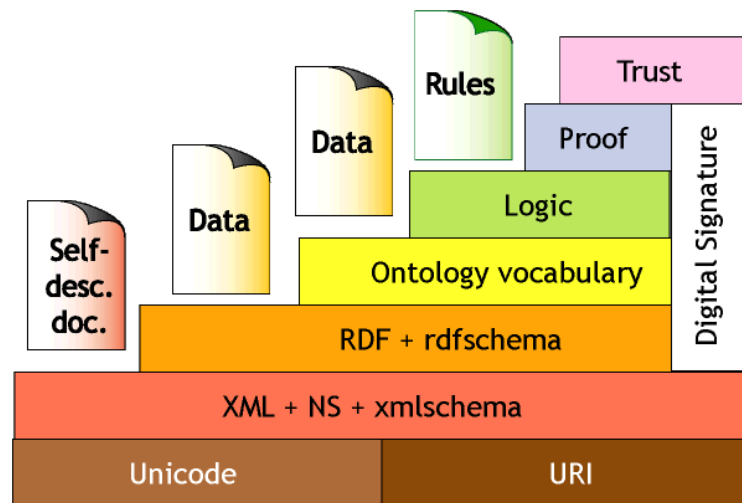 Rules
Trust
Data
Proof
Data
Logic
Self-
desc.
doc.
Ontology vocabulary
Digital Signature
RDF + rdfschema
XML + NS + xmlschema
Unicode
URI